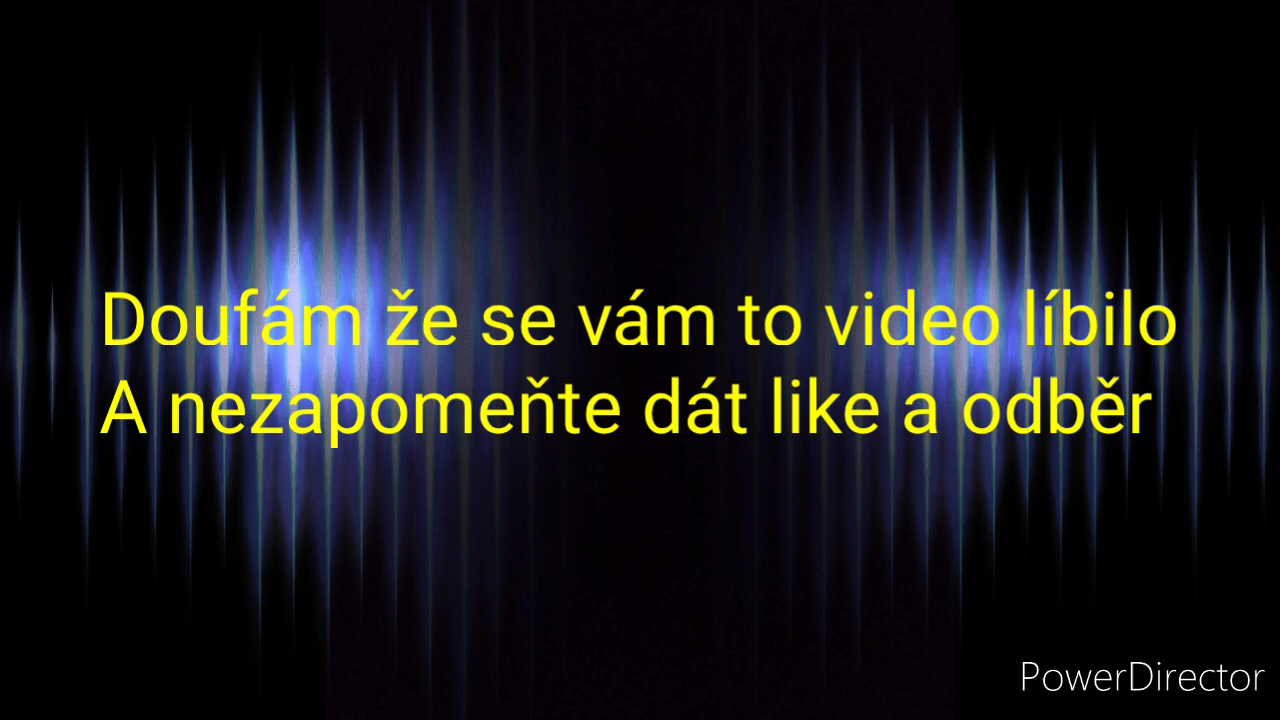 Doufám že se vám to video líbilo
A nezapomeňte dát like a odběr
PowerDirector